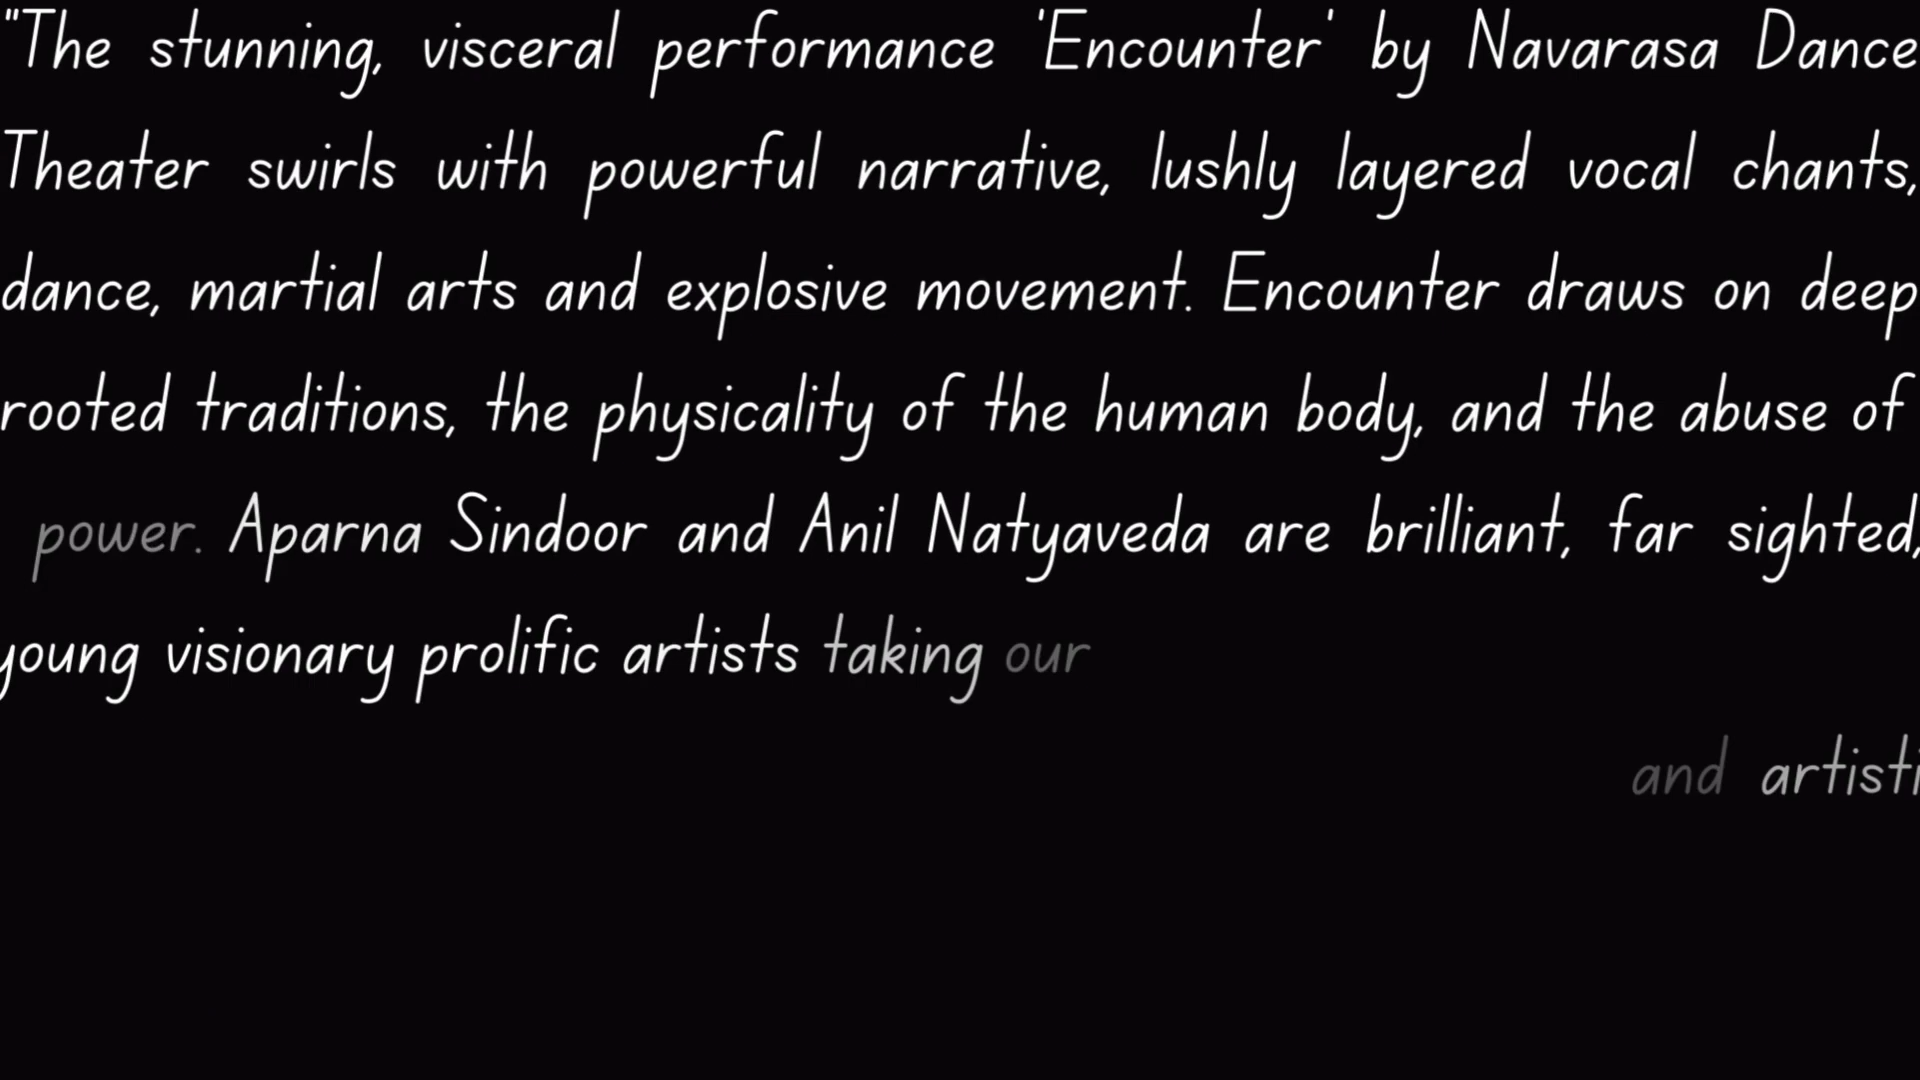 "The stunning, visceral performance 'Encounter' by Navarasa Dance
Theater swirls with powerful narrative, lushly layered vocal chants,
dance, martial arts and explosive movement. Encounter draws on deep
rooted traditions, the physicality of the human body, and the abuse of
power. Aparna Sindoor and Anil Natyaveda are brilliant, far sighted,
young visionary prolific artists taking our
and artisti